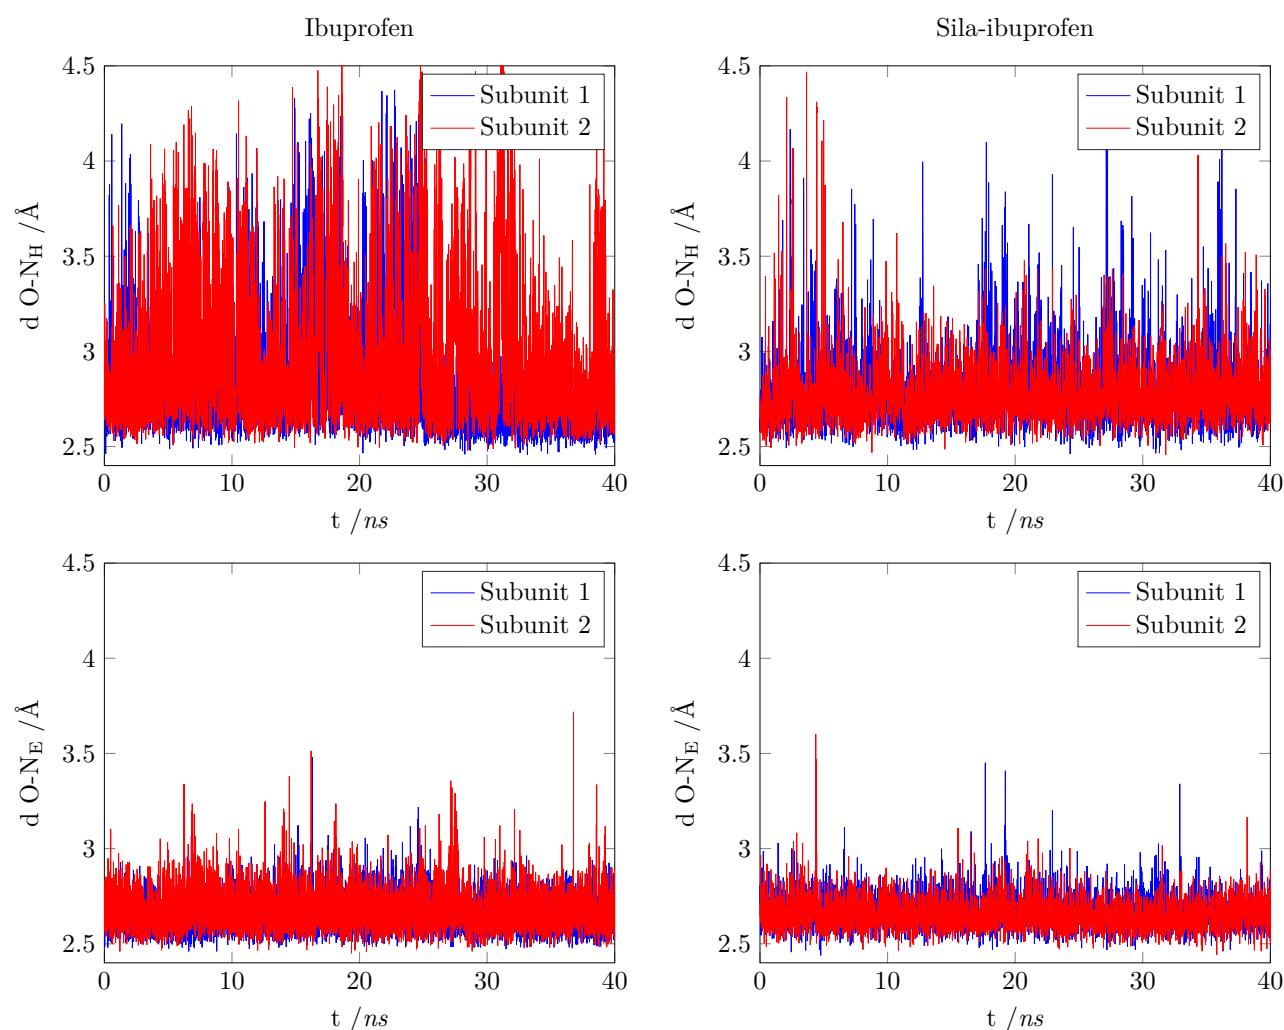 Ibuprofen
Sila-ibuprofen
d O-N_H /Å
4.5
4
3.5
3
2.5
0
10
20
30
40
t /ns
Subunit 1
Subunit 2
d O-N_H /Å
4.5
4
3.5
3
2.5
0
10
20
30
40
t /ns
Subunit 1
Subunit 2
d O-N_E /Å
4.5
4
3.5
3
2.5
0
10
20
30
40
t /ns
Subunit 1
Subunit 2
d O-N_E /Å
4.5
4
3.5
3
2.5
0
10
20
30
40
t /ns
Subunit 1
Subunit 2